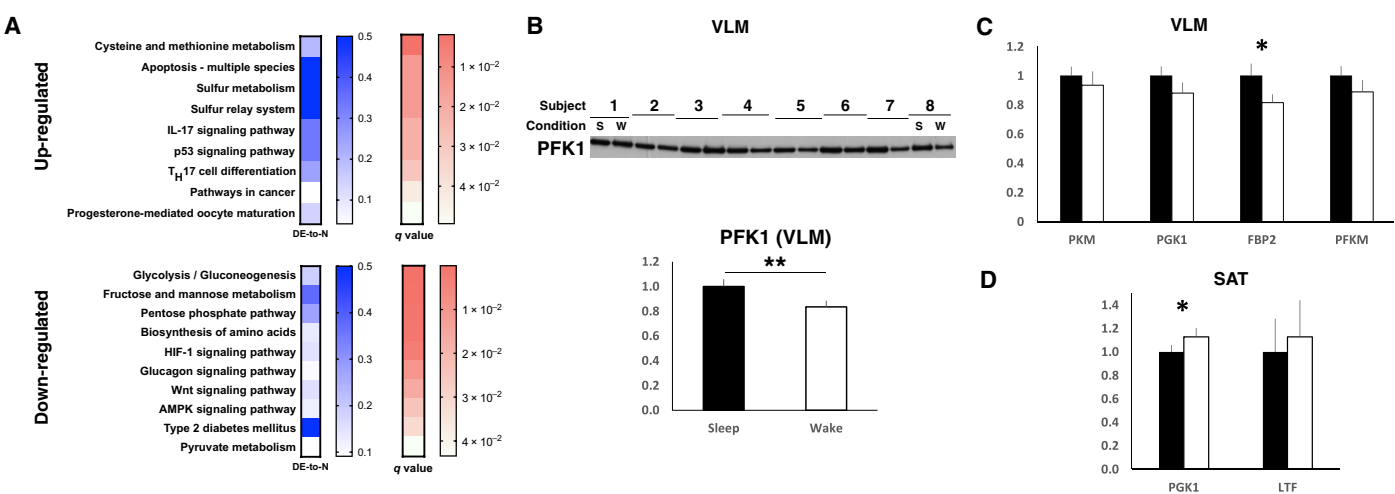 A
Up-regulated
Cysteine and methionine metabolism
Apoptosis - multiple species
Sulfur metabolism
Sulfur relay system
IL-17 signaling pathway
p53 signaling pathway
TH17 cell differentiation
Pathways in cancer
Progesterone-mediated oocyte maturation
DE-to-N
0.5
0.4
0.3
0.2
0.1
q value
1 × 10⁻²
2 × 10⁻²
3 × 10⁻²
4 × 10⁻²
Down-regulated
Glycolysis / Gluconeogenesis
Fructose and mannose metabolism
Pentose phosphate pathway
Biosynthesis of amino acids
HIF-1 signaling pathway
Glucagon signaling pathway
Wnt signaling pathway
AMPK signaling pathway
Type 2 diabetes mellitus
Pyruvate metabolism
DE-to-N
0.5
0.4
0.3
0.2
0.1
q value
1 × 10⁻²
2 × 10⁻²
3 × 10⁻²
4 × 10⁻²
B
VLM
Subject 1 2 3 4 5 6 7 8
Condition S W S W
PFK1
PFK1 (VLM)
**
1.2
1.0
0.8
0.6
0.4
0.2
0.0
Sleep Wake
C
VLM
*
1.2
1
0.8
0.6
0.4
0.2
0
PKM PGK1 FBP2 PFKM
D
SAT
*
1.4
1.2
1.0
0.8
0.6
0.4
0.2
0.0
PGK1 LTF